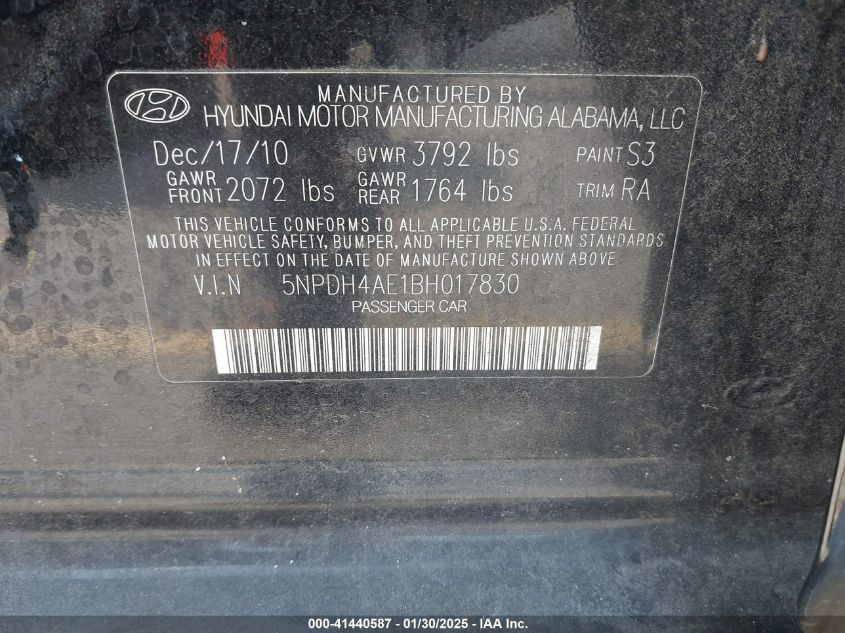 MANUFACTURED BY
HYUNDAI MOTOR MANUFACTURING ALABAMA, LLC
Dec/17/10 GVWR 3792 lbs PAINT S3
GAWR FRONT 2072 lbs GAWR REAR 1764 lbs TRIM RA
THIS VEHICLE CONFORMS TO ALL APPLICABLE U.S.A. FEDERAL
MOTOR VEHICLE SAFETY, BUMPER, AND THEFT PREVENTION STANDARDS
IN EFFECT ON THE DATE OF MANUFACTURE SHOWN ABOVE
V.I.N 5NPDH4AE1BH017830
PASSENGER CAR
000-41440587 - 01/30/2025 - IAA Inc.